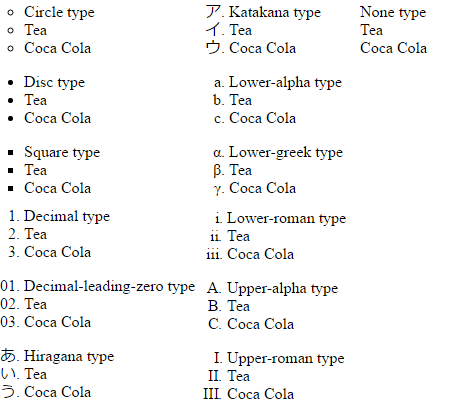 ○ Circle type
○ Tea
○ Coca Cola
• Disc type
• Tea
• Coca Cola
▪ Square type
▪ Tea
▪ Coca Cola
1. Decimal type
2. Tea
3. Coca Cola
01. Decimal-leading-zero type
02. Tea
03. Coca Cola
あ. Hiragana type
い. Tea
う. Coca Cola
ア. Katakana type
イ. Tea
ウ. Coca Cola
a. Lower-alpha type
b. Tea
c. Coca Cola
α. Lower-greek type
β. Tea
γ. Coca Cola
i. Lower-roman type
ii. Tea
iii. Coca Cola
A. Upper-alpha type
B. Tea
C. Coca Cola
I. Upper-roman type
II. Tea
III. Coca Cola
None type
Tea
Coca Cola